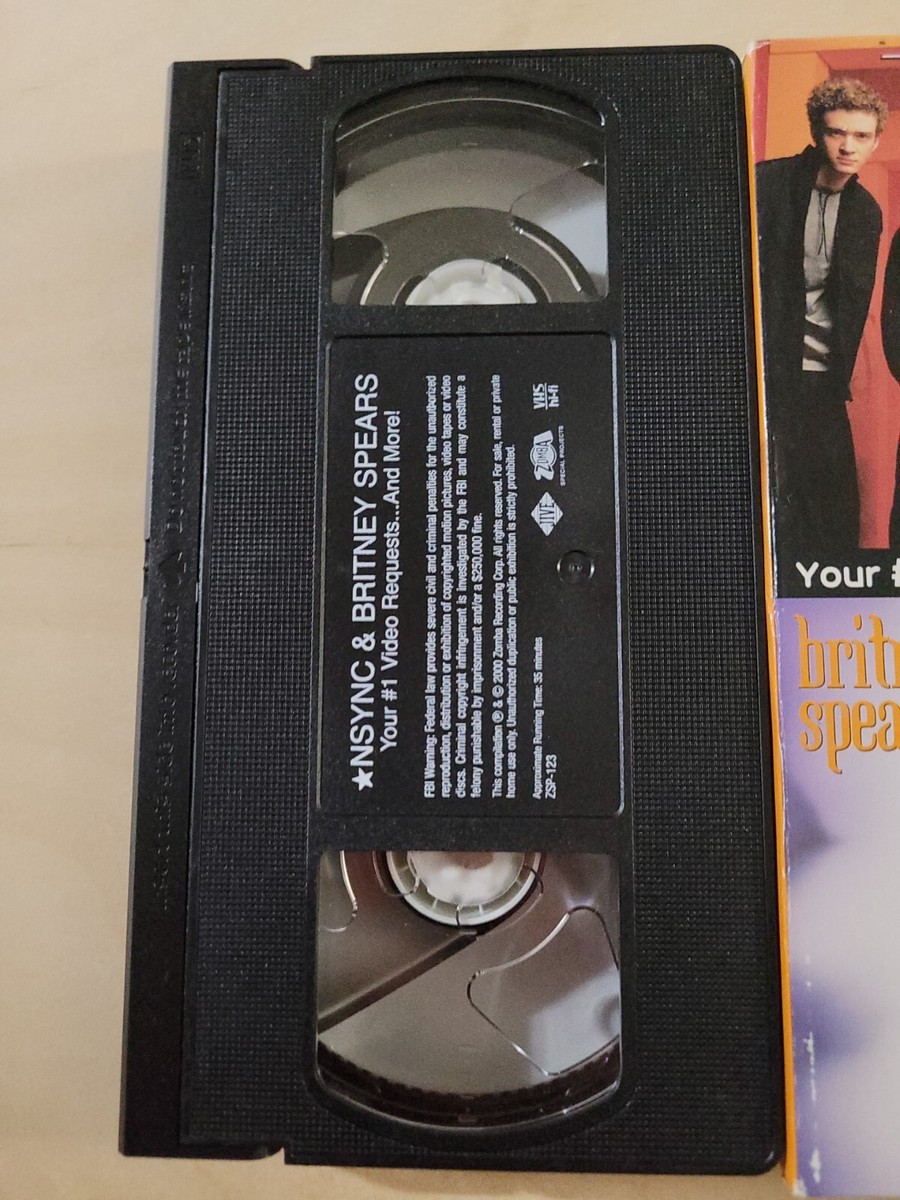 ★NSYNC & BRITNEY SPEARS
Your #1 Video Requests...And More!
FBI Warning: Federal law provides severe civil and criminal penalties for the unauthorized
reproduction, distribution or exhibition of copyrighted motion pictures, video tapes or video
discs. Criminal copyright infringement is investigated by the FBI and may constitute a
felony punishable by imprisonment and/or a $250,000 fine.
This compilation ℗ & © 2000 Zomba Recording Corp. All rights reserved. For sale, rental or private
home use only. Unauthorized duplication or public exhibition is strictly prohibited.
Approximate Running Time: 35 minutes
ZSP-123
JIVE
ZOMBA
SPECIAL PROJECTS
VHS
hi-fi
VHS
Your #
brit
spea